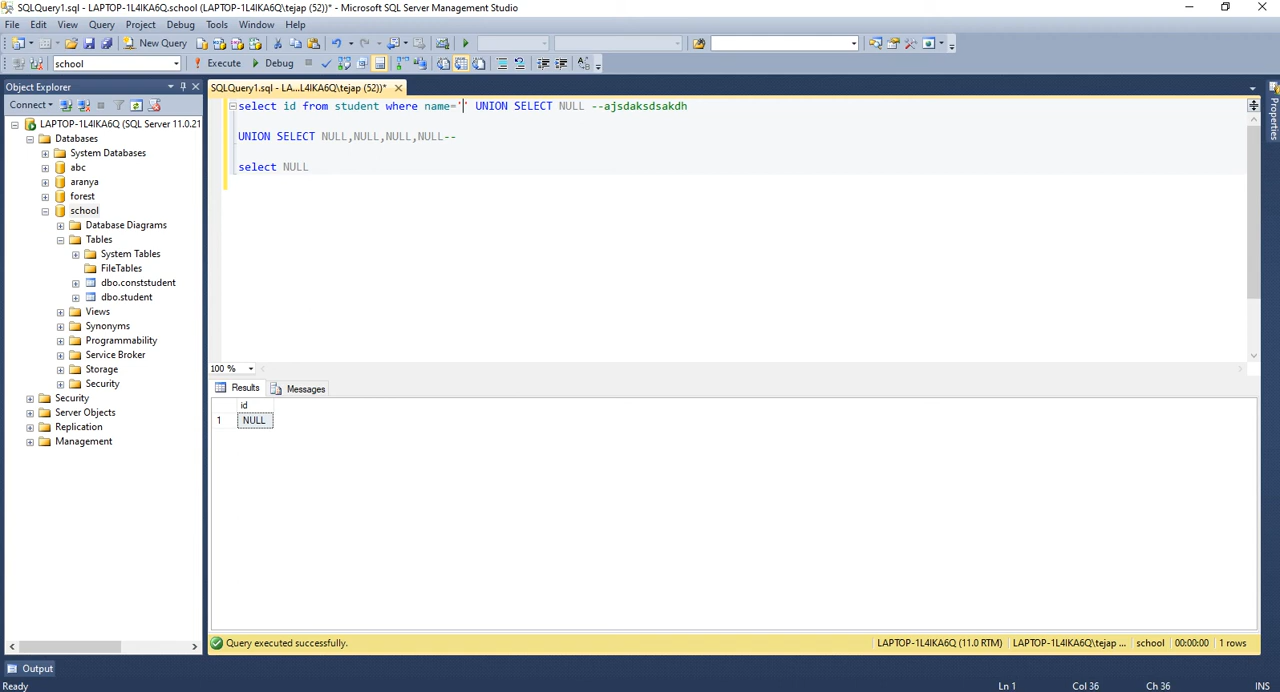 SQLQuery1.sql - LAPTOP-1L4IKA6Q.school (LAPTOP-1L4IKA6Q\tejap (52))* - Microsoft SQL Server Management Studio
File Edit View Query Project Debug Tools Window Help
New Query
school Execute Debug
Object Explorer
Connect
LAPTOP-1L4IKA6Q (SQL Server 11.0.21
Databases
System Databases
abc
aranya
forest
school
Database Diagrams
Tables
System Tables
FileTables
dbo.conststudent
dbo.student
Views
Synonyms
Programmability
Service Broker
Storage
Security
Security
Server Objects
Replication
Management
SQLQuery1.sql - LA...L4IKA6Q\tejap (52))*
select id from student where name='' UNION SELECT NULL --ajsdaksdsakdh
UNION SELECT NULL,NULL,NULL,NULL--
select NULL
100 %
Results Messages
id
1 NULL
Query executed successfully. LAPTOP-1L4IKA6Q (11.0 RTM) LAPTOP-1L4IKA6Q\tejap ... school 00:00:00 1 rows
Properties
Output
Ready Ln 1 Col 36 Ch 36 INS